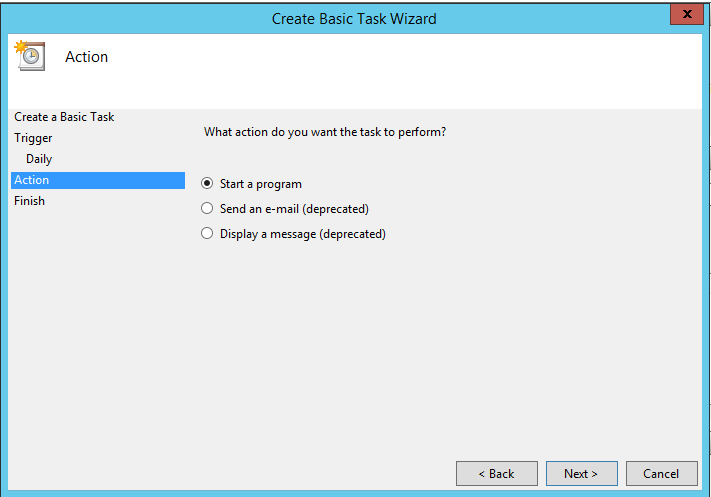 Create Basic Task Wizard
x
Action
Create a Basic Task
Trigger
Daily
Action
Finish
What action do you want the task to perform?
Start a program
Send an e-mail (deprecated)
Display a message (deprecated)
< Back
Next >
Cancel